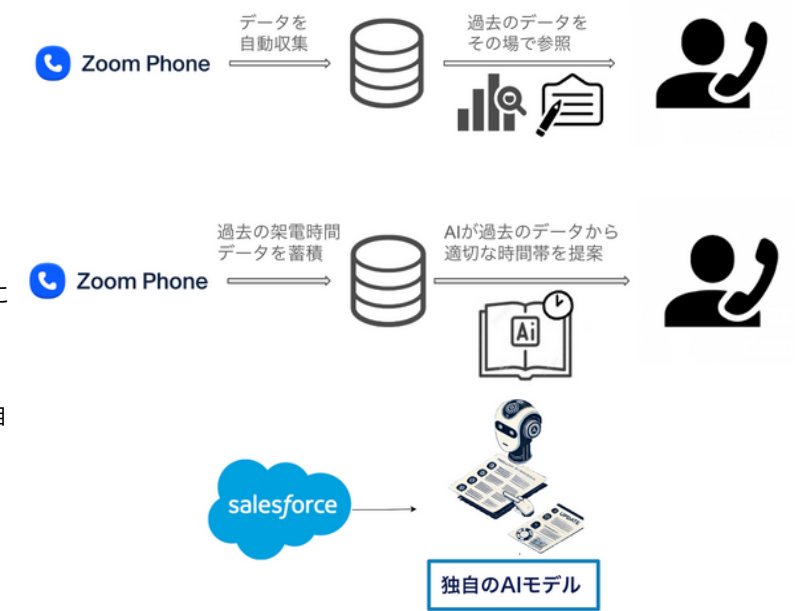 データを
自動収集
過去のデータを
その場で参照
Zoom Phone
過去の架電時間
データを蓄積
AIが過去のデータから
適切な時間帯を提案
Zoom Phone
に
Ai
salesforce
UPDATE
独自のAIモデル